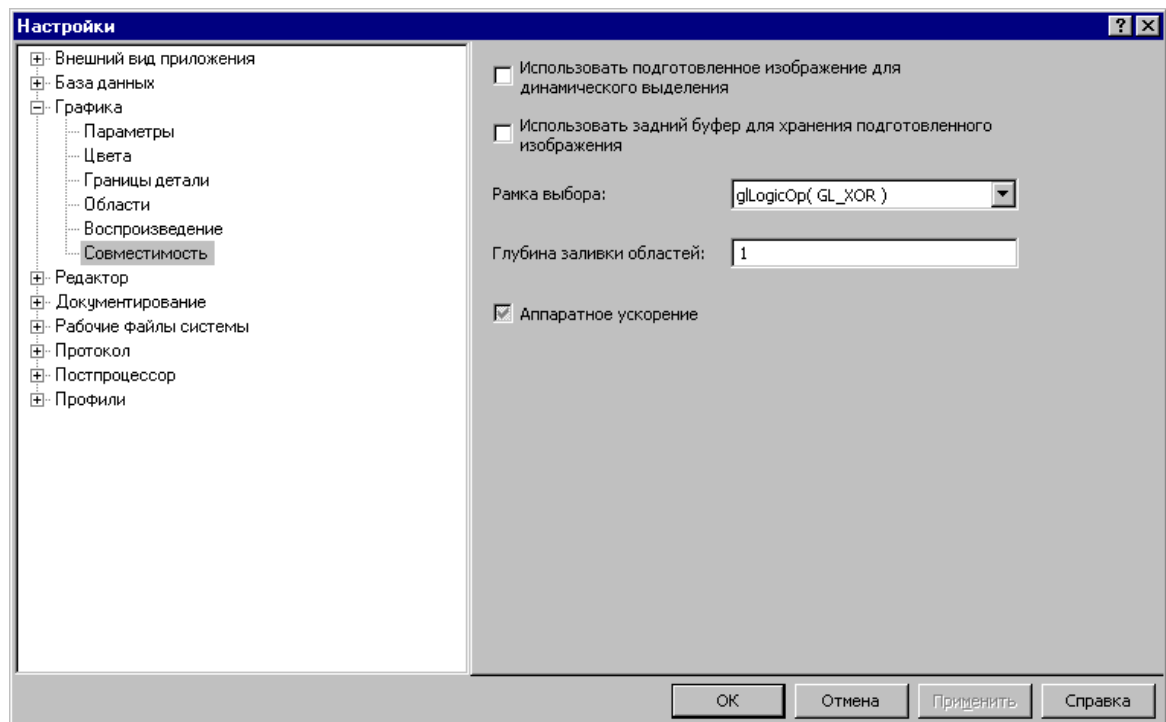 Настройки
Внешний вид приложения
База данных
Графика
Параметры
Цвета
Границы детали
Области
Воспроизведение
Совместимость
Редактор
Документирование
Рабочие файлы системы
Протокол
Постпроцессор
Профили
Использовать подготовленное изображение для
динамического выделения
Использовать задний буфер для хранения подготовленного
изображения
Рамка выбора:
glLogicOp( GL_XOR )
Глубина заливки областей:
1
Аппаратное ускорение
ОК
Отмена
Применить
Справка